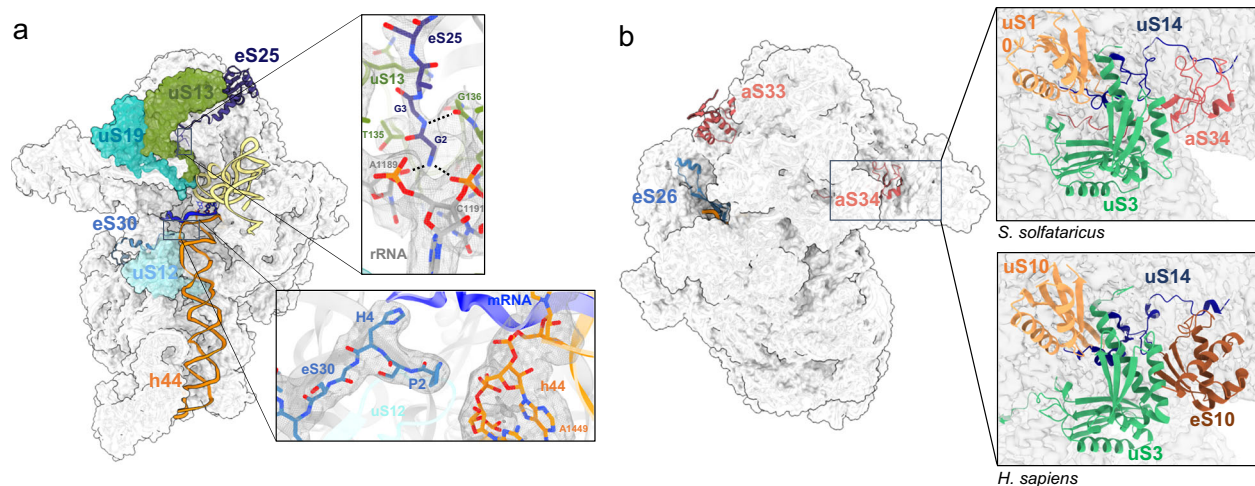 a
eS25
uS13
uS19
eS30
uS12
h44
eS25
uS13
G3
G136
T135
G2
A1189
C1191
rRNA
mRNA
H4
eS30
P2
h44
uS12
A1449
b
aS33
eS26
aS34
uS1
0
uS14
aS34
uS3
S. solfataricus
uS10
uS14
eS10
uS3
H. sapiens